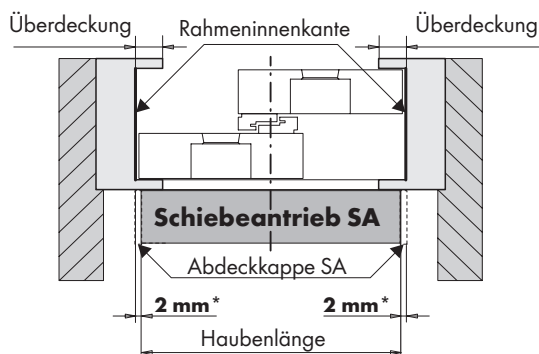 Überdeckung
Rahmeninnenkante
Überdeckung
Schiebeantrieb SA
Abdeckkappe SA
2 mm*
2 mm*
Haubenlänge